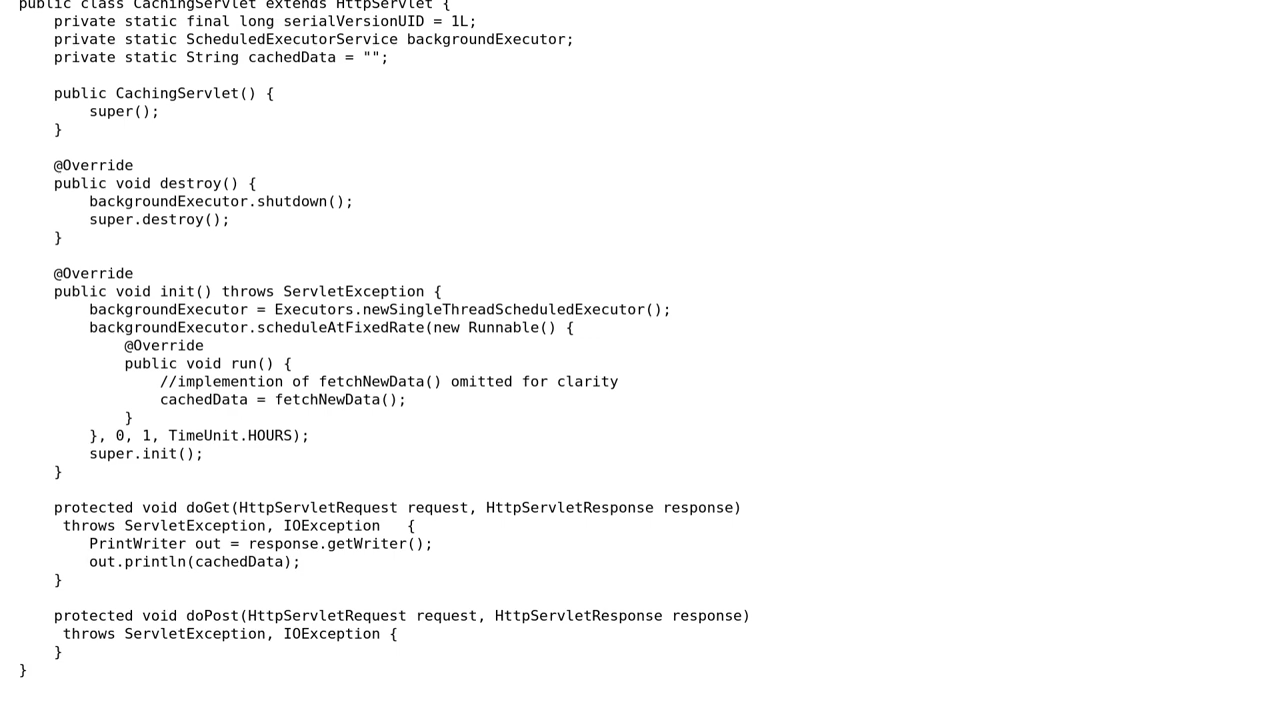 public class CachingServlet extends HttpServlet {
    private static final long serialVersionUID = 1L;
    private static ScheduledExecutorService backgroundExecutor;
    private static String cachedData = "";

    public CachingServlet() {
        super();
    }

    @Override
    public void destroy() {
        backgroundExecutor.shutdown();
        super.destroy();
    }

    @Override
    public void init() throws ServletException {
        backgroundExecutor = Executors.newSingleThreadScheduledExecutor();
        backgroundExecutor.scheduleAtFixedRate(new Runnable() {
            @Override
            public void run() {
                //implemention of fetchNewData() omitted for clarity
                cachedData = fetchNewData();
            }
        }, 0, 1, TimeUnit.HOURS);
        super.init();
    }

    protected void doGet(HttpServletRequest request, HttpServletResponse response)
     throws ServletException, IOException   {
        PrintWriter out = response.getWriter();
        out.println(cachedData);
    }

    protected void doPost(HttpServletRequest request, HttpServletResponse response)
     throws ServletException, IOException {
    }
}